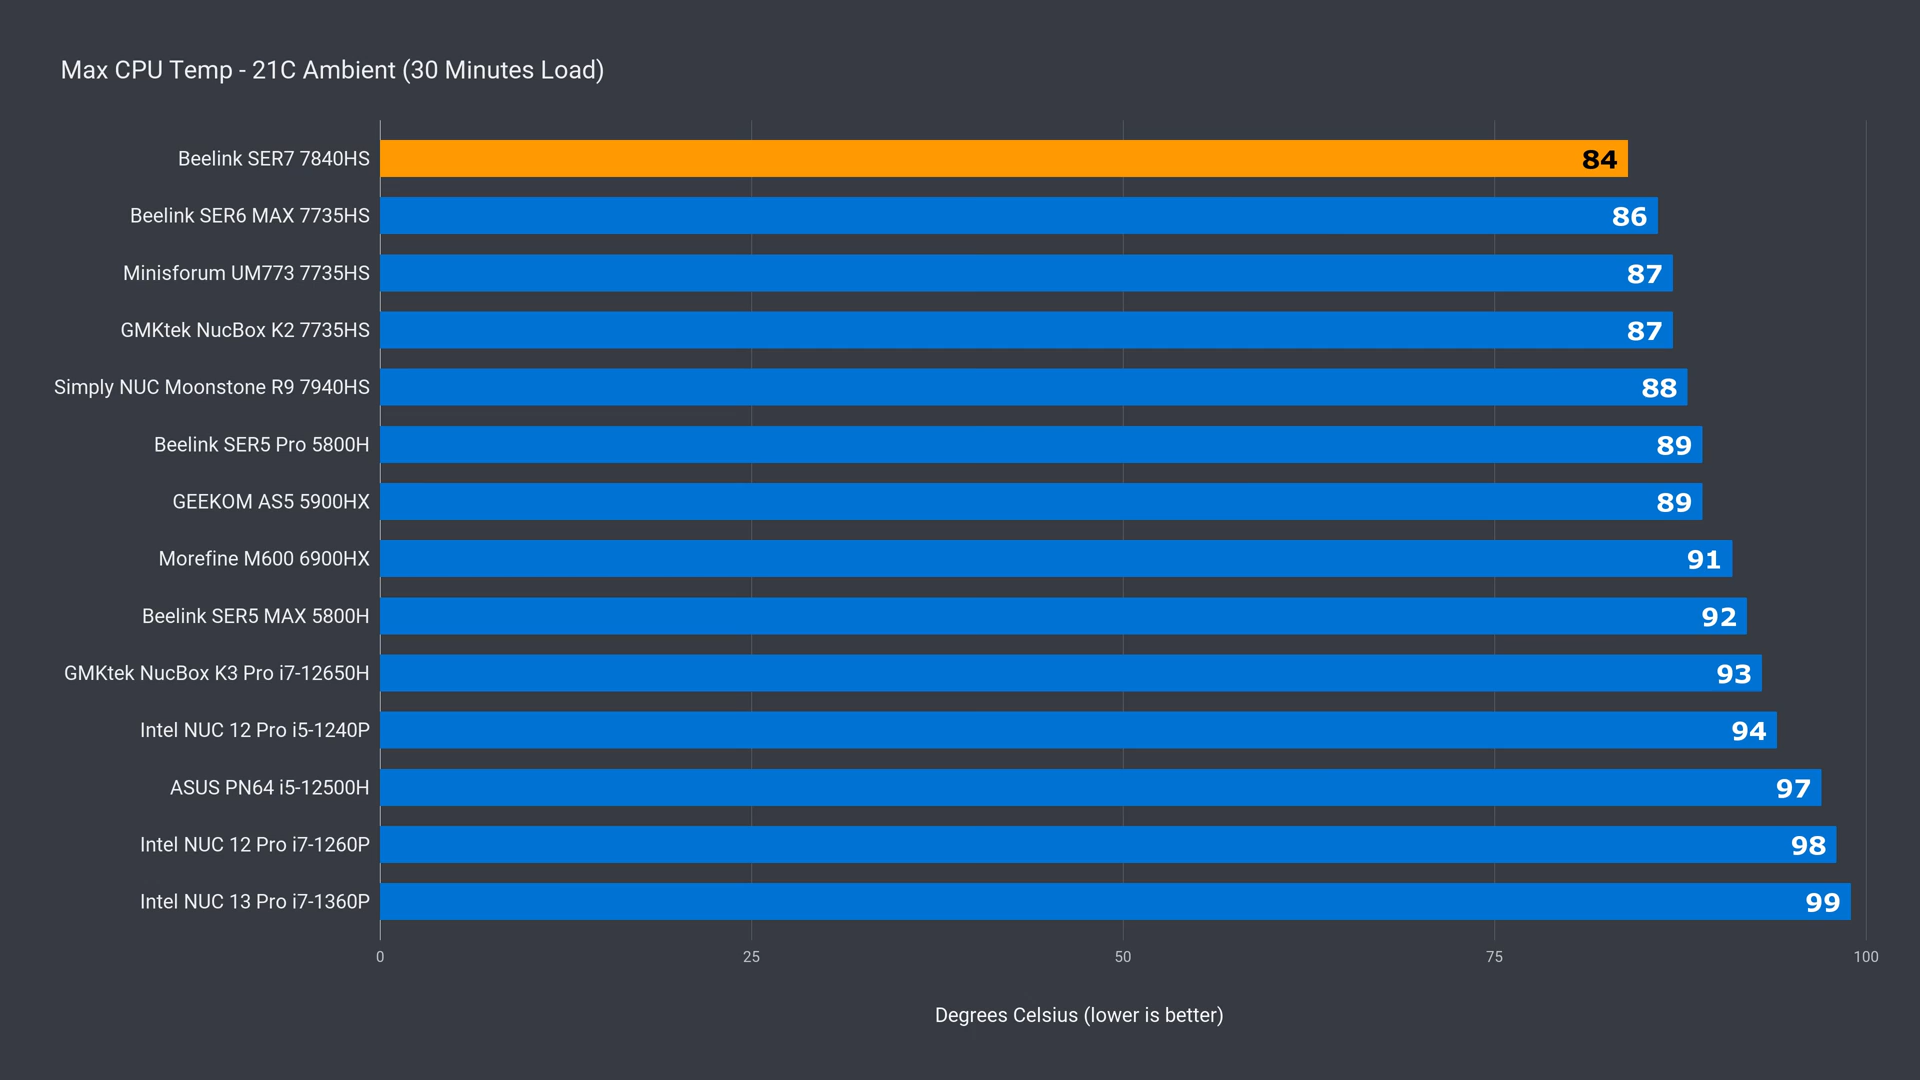 Max CPU Temp - 21C Ambient (30 Minutes Load)
Beelink SER7 7840HS 84
Beelink SER6 MAX 7735HS 86
Minisforum UM773 7735HS 87
GMKtek NucBox K2 7735HS 87
Simply NUC Moonstone R9 7940HS 88
Beelink SER5 Pro 5800H 89
GEEKOM AS5 5900HX 89
Morefine M600 6900HX 91
Beelink SER5 MAX 5800H 92
GMKtek NucBox K3 Pro i7-12650H 93
Intel NUC 12 Pro i5-1240P 94
ASUS PN64 i5-12500H 97
Intel NUC 12 Pro i7-1260P 98
Intel NUC 13 Pro i7-1360P 99
0 25 50 75 100
Degrees Celsius (lower is better)